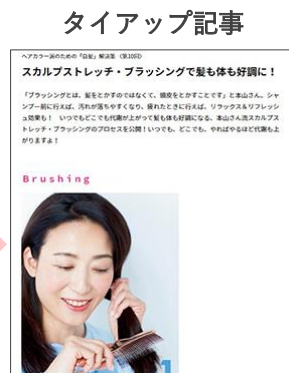 タイアップ記事
ヘアカラー派のための「白髪」解決策 (第10回)
スカルプストレッチ・ブラッシングで髪も体も好調に！
「ブラッシングとは、髪をとかすのではなくて、頭皮をとかすことです」と本山さん。シャ
ンプー前に行えば、汚れが落ちやすくなり、疲れたときに行えば、リラックス＆リフレッシ
ュ効果も！ いつでもどこでも代謝が上がって髪も体も好調になる、本山さん流スカルプス
トレッチ・ブラッシングのプロセスを公開！いつでも、どこでも、やればやるほど代謝も上
がりますよ！
Brushing
1